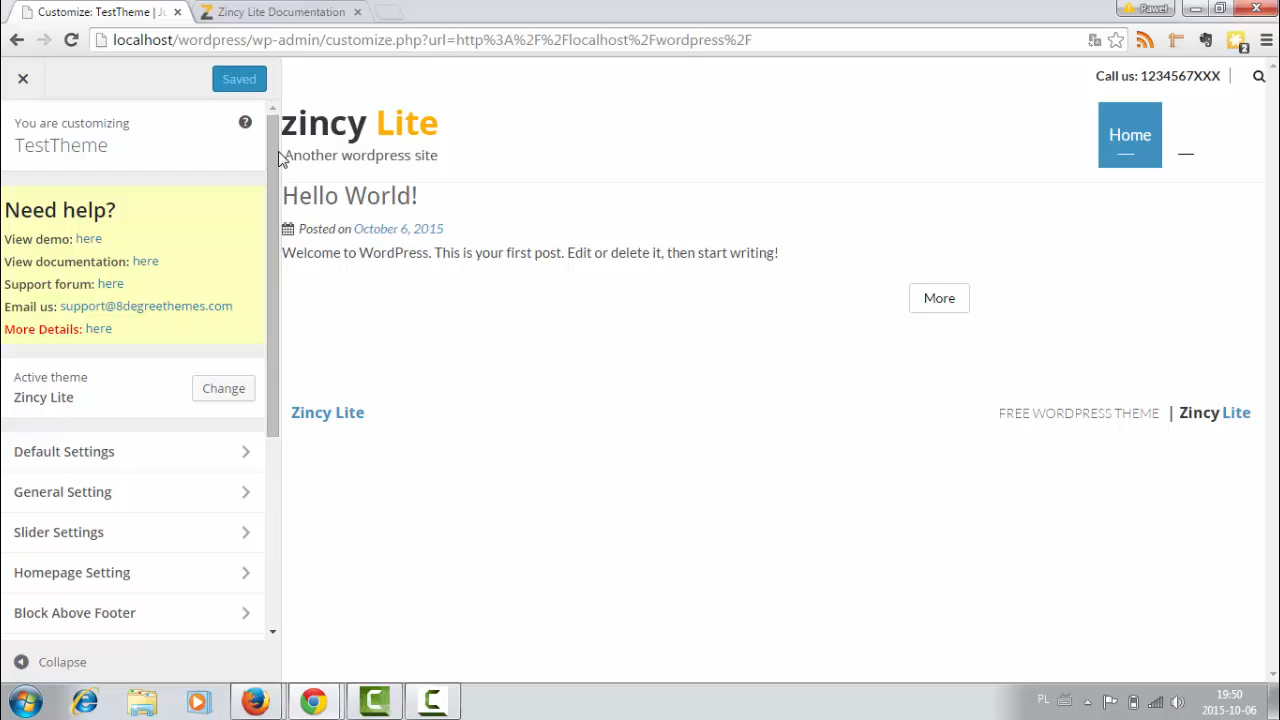 Customize: TestTheme | Ju
Zincy Lite Documentation
Paweł
localhost/wordpress/wp-admin/customize.php?url=http%3A%2F%2Flocalhost%2Fwordpress%2F
2
Saved
Call us: 1234567XXX
You are customizing
TestTheme
zincy Lite
Another wordpress site
Home
Need help?
View demo: here
View documentation: here
Support forum: here
Email us: support@8degreethemes.com
More Details: here
Hello World!
Posted on October 6, 2015
Welcome to WordPress. This is your first post. Edit or delete it, then start writing!
More
Active theme
Zincy Lite
Change
Zincy Lite
FREE WORDPRESS THEME | Zincy Lite
Default Settings
General Setting
Slider Settings
Homepage Setting
Block Above Footer
Collapse
PL
19:50
2015-10-06